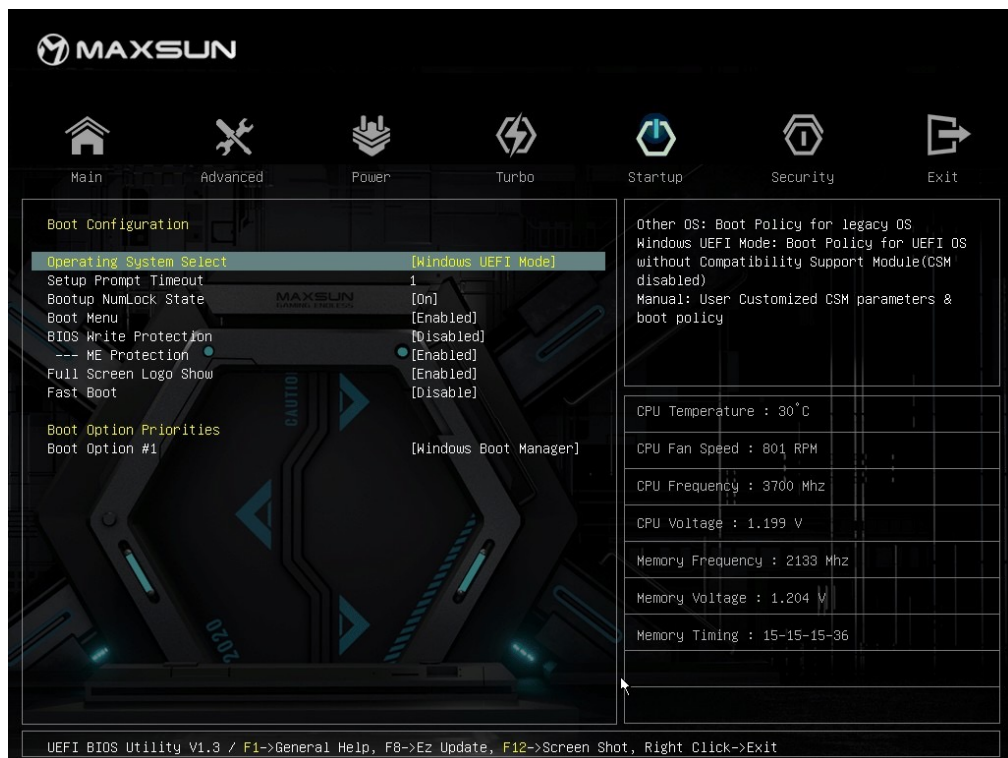 MAXSUN
Main Advanced Power Turbo Startup Security Exit
Boot Configuration
Operating System Select [Windows UEFI Mode]
Setup Prompt Timeout 1
Bootup NumLock State [On]
Boot Menu [Enabled]
BIOS Write Protection [Disabled]
--- ME Protection [Enabled]
Full Screen Logo Show [Enabled]
Fast Boot [Disable]
Boot Option Priorities
Boot Option #1 [Windows Boot Manager]
MAXSUN
CAUTION
2020
Other OS: Boot Policy for legacy OS
Windows UEFI Mode: Boot Policy for UEFI OS
without Compatibility Support Module(CSM
disabled)
Manual: User Customized CSM parameters &
boot policy
CPU Temperature : 30°C
CPU Fan Speed : 801 RPM
CPU Frequency : 3700 Mhz
CPU Voltage : 1.199 V
Memory Frequency : 2133 Mhz
Memory Voltage : 1.204 V
Memory Timing : 15-15-15-36
UEFI BIOS Utility V1.3 / F1->General Help, F8->Ez Update, F12->Screen Shot, Right Click->Exit